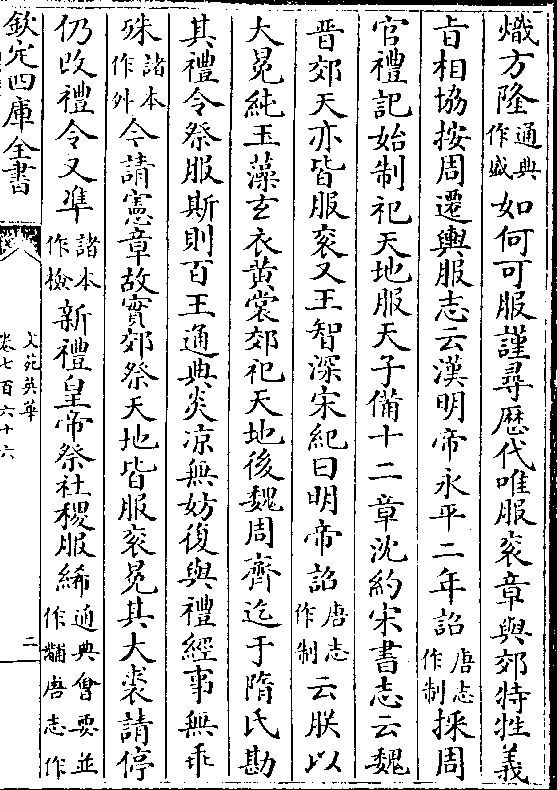 熾方隆通典作盛如何可服謹尋歴代唯服衮章與郊特牲義
㫖相協按周遷輿服志云漢明帝永平二年詔唐志作制採周
官禮記始制祀天地服天子備十二章沈約宋書志云魏
晋郊天亦皆服衮又王智深宋紀曰明帝詔唐志作制云朕以
大冕純玉藻玄衣黄裳郊祀天地後魏周齊迄于隋氏勘
其禮令祭服斯則百王通典炎凉無妨復與禮經事無乖
殊諸本作外今請憲章故實郊祭天地皆服衮冕其大裘請停
仍改禮令又凖諸本作檢新禮皇帝祭社稷服絺通典㑹要並作黼唐志作
欽定四庫全書
文苑英華
卷七百六十六
二